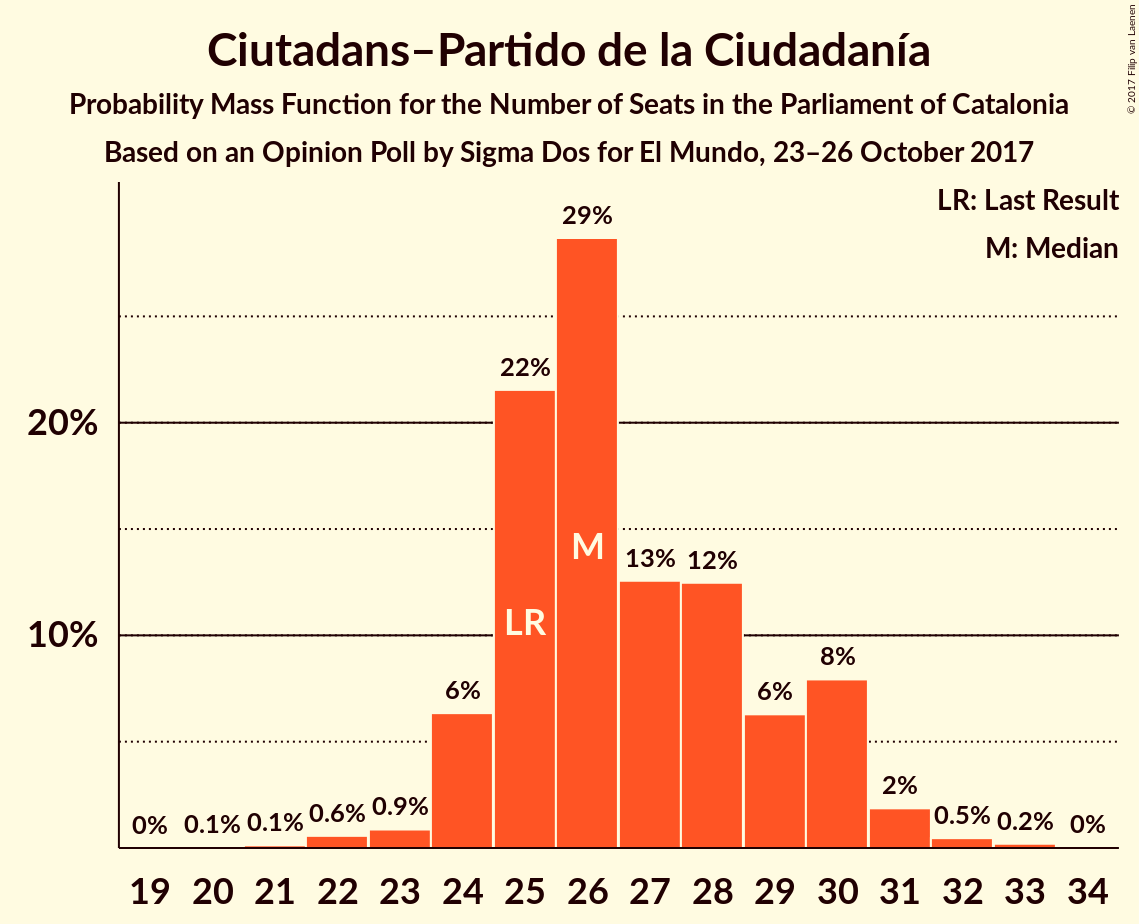 Ciutadans–Partido de la Ciudadanía
Probability Mass Function for the Number of Seats in the Parliament of Catalonia
Based on an Opinion Poll by Sigma Dos for El Mundo, 23–26 October 2017
© 2017 Filip van Laenen
LR: Last Result
M: Median
20%
10%
0% 0.1% 0.1% 0.6% 0.9% 6% 22% 29% 13% 12% 6% 8% 2% 0.5% 0.2% 0%
LR M
19 20 21 22 23 24 25 26 27 28 29 30 31 32 33 34